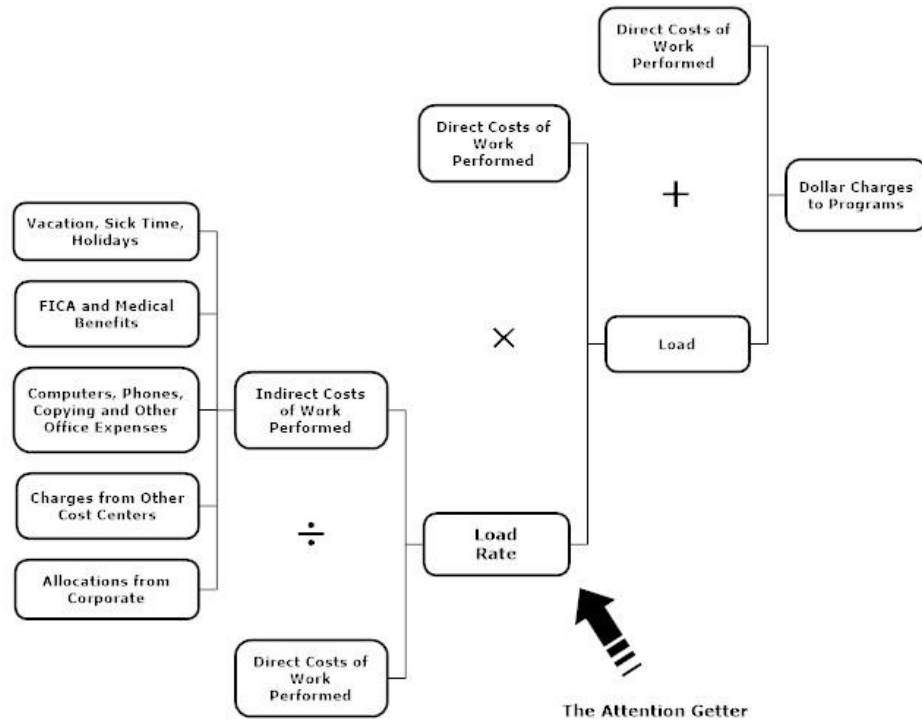 Direct Costs of
Work
Performed
Direct Costs of
Work
Performed
+
Dollar Charges
to Programs
Vacation, Sick Time,
Holidays
FICA and Medical
Benefits
×
Load
Computers, Phones,
Copying and Other
Office Expenses
Indirect Costs
of Work
Performed
Charges from Other
Cost Centers
÷
Load
Rate
Allocations from
Corporate
Direct Costs of
Work
Performed
The Attention Getter